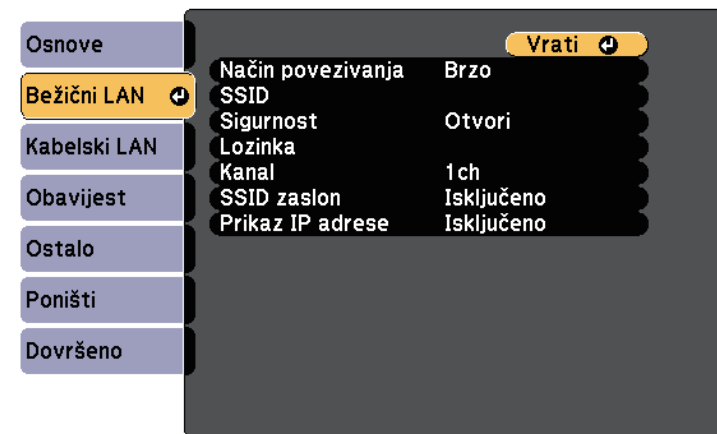 Osnove
Bežični LAN
Kabelski LAN
Obavijest
Ostalo
Poništi
Dovršeno
Vrati
Način povezivanja Brzo
SSID
Sigurnost Otvori
Lozinka
Kanal 1ch
SSID zaslon Isključeno
Prikaz IP adrese Isključeno